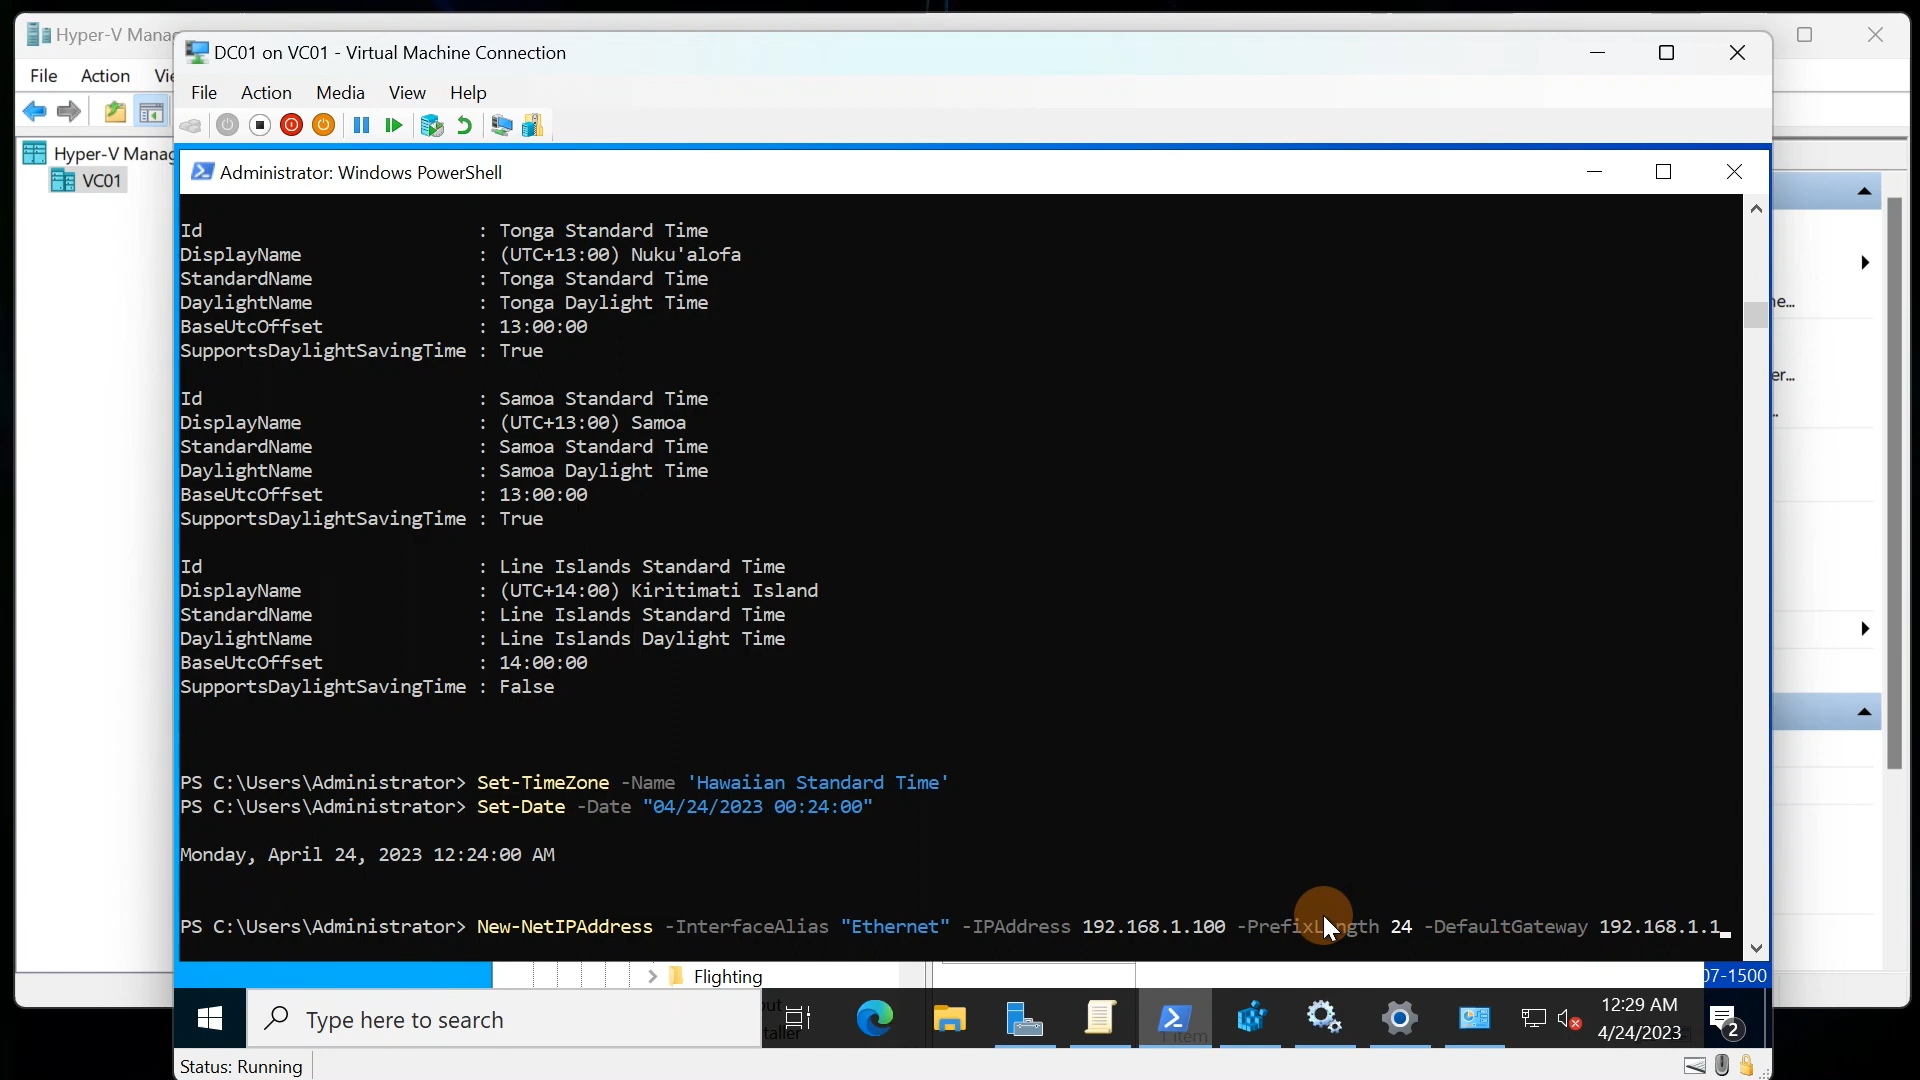 Hyper-V Mana
File Action Vie
Hyper-V Manag
VC01
DC01 on VC01 - Virtual Machine Connection
File Action Media View Help
Administrator: Windows PowerShell
Id : Tonga Standard Time
DisplayName : (UTC+13:00) Nuku'alofa
StandardName : Tonga Standard Time
DaylightName : Tonga Daylight Time
BaseUtcOffset : 13:00:00
SupportsDaylightSavingTime : True
Id : Samoa Standard Time
DisplayName : (UTC+13:00) Samoa
StandardName : Samoa Standard Time
DaylightName : Samoa Daylight Time
BaseUtcOffset : 13:00:00
SupportsDaylightSavingTime : True
Id : Line Islands Standard Time
DisplayName : (UTC+14:00) Kiritimati Island
StandardName : Line Islands Standard Time
DaylightName : Line Islands Daylight Time
BaseUtcOffset : 14:00:00
SupportsDaylightSavingTime : False
PS C:\Users\Administrator> Set-TimeZone -Name 'Hawaiian Standard Time'
PS C:\Users\Administrator> Set-Date -Date "04/24/2023 00:24:00"
Monday, April 24, 2023 12:24:00 AM
PS C:\Users\Administrator> New-NetIPAddress -InterfaceAlias "Ethernet" -IPAddress 192.168.1.100 -PrefixLength 24 -DefaultGateway 192.168.1.1_
Flighting
07-1500
Type here to search
1 item
12:29 AM
4/24/2023
2
Status: Running